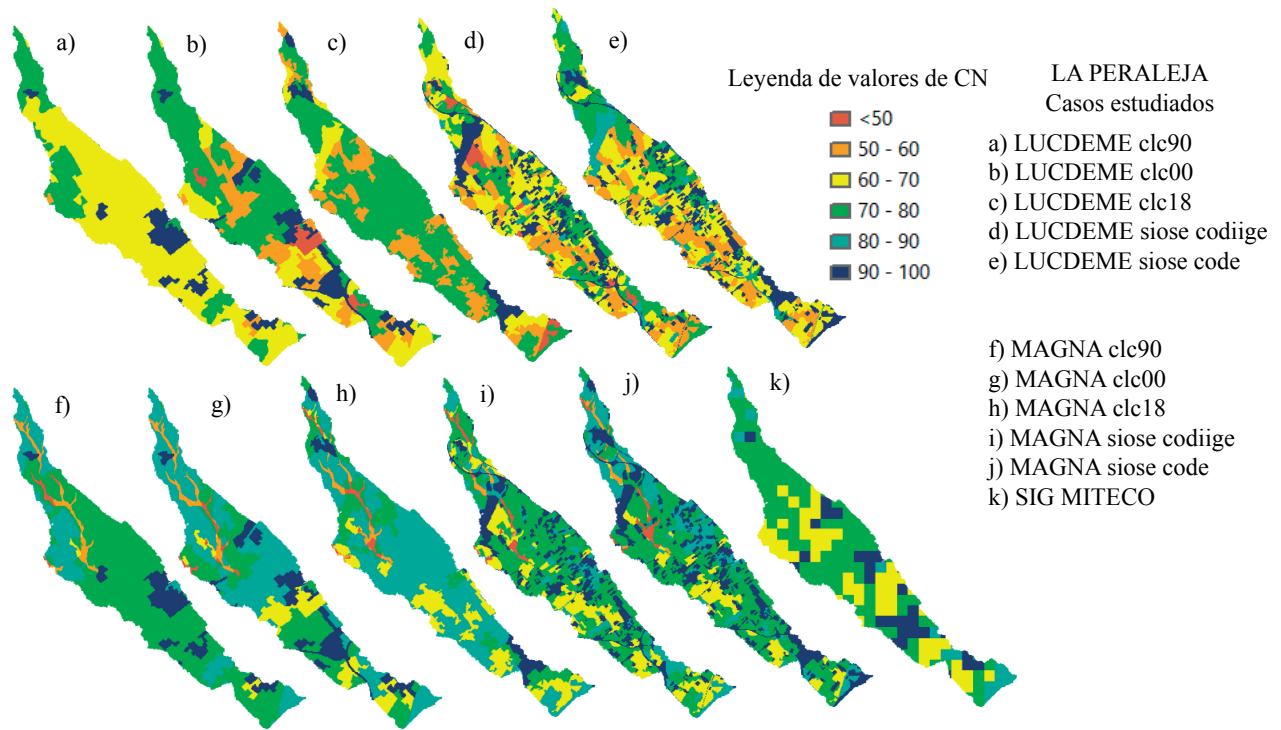 a)
b)
c)
d)
e)
Leyenda de valores de CN
<50
50 - 60
60 - 70
70 - 80
80 - 90
90 - 100
LA PERALEJA
Casos estudiados
a) LUCDEME clc90
b) LUCDEME clc00
c) LUCDEME clc18
d) LUCDEME siose codiige
e) LUCDEME siose code
f) MAGNA clc90
g) MAGNA clc00
h) MAGNA clc18
i) MAGNA siose codiige
j) MAGNA siose code
k) SIG MITECO
f)
g)
h)
i)
j)
k)